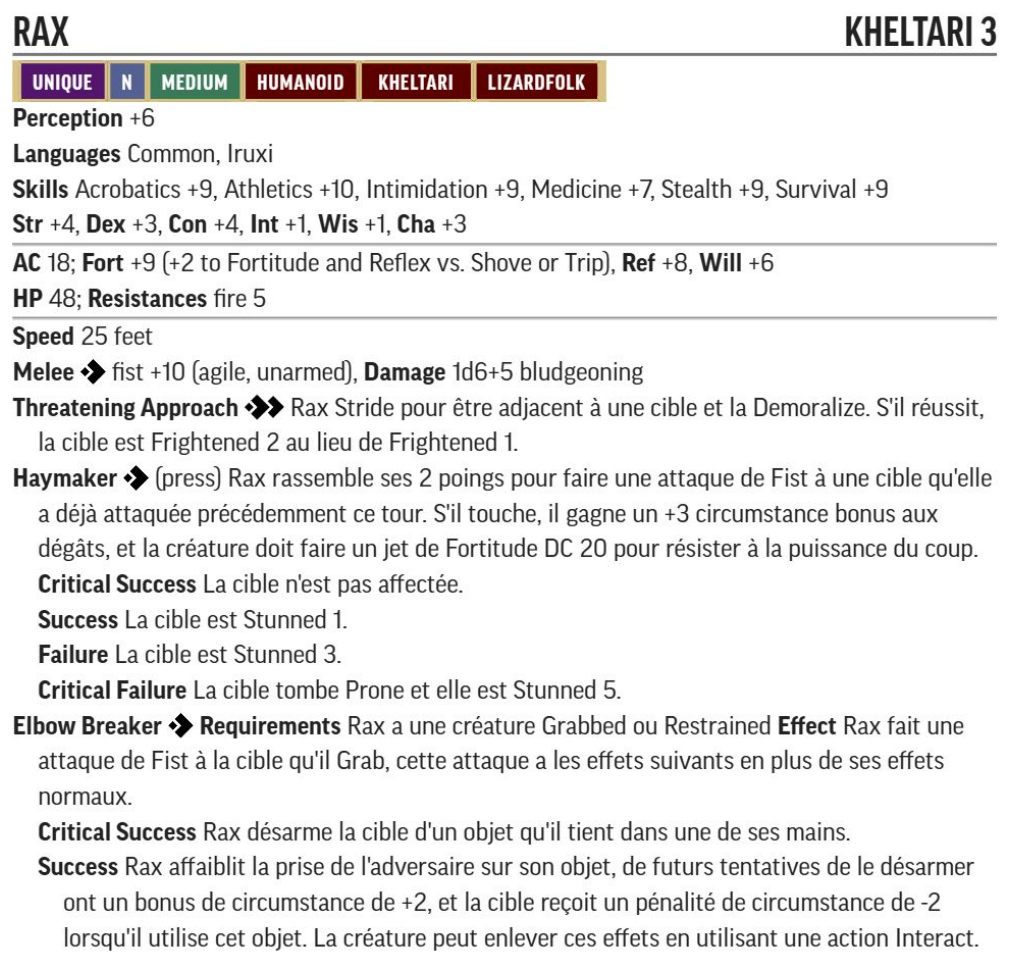 RAX KHELTARI 3
UNIQUE N MEDIUM HUMANOID KHELTARI LIZARDFOLK
Perception +6
Languages Common, Iruxi
Skills Acrobatics +9, Athletics +10, Intimidation +9, Medicine +7, Stealth +9, Survival +9
Str +4, Dex +3, Con +4, Int +1, Wis +1, Cha +3
AC 18; Fort +9 (+2 to Fortitude and Reflex vs. Shove or Trip), Ref +8, Will +6
HP 48; Resistances fire 5
Speed 25 feet
Melee fist +10 (agile, unarmed), Damage 1d6+5 bludgeoning
Threatening Approach Rax Stride pour être adjacent à une cible et la Demoralize. S'il réussit,
la cible est Frightened 2 au lieu de Frightened 1.
Haymaker (press) Rax rassemble ses 2 poings pour faire une attaque de Fist à une cible qu'elle
a déjà attaquée précédemment ce tour. S'il touche, il gagne un +3 circumstance bonus aux
dégâts, et la créature doit faire un jet de Fortitude DC 20 pour résister à la puissance du coup.
Critical Success La cible n'est pas affectée.
Success La cible est Stunned 1.
Failure La cible est Stunned 3.
Critical Failure La cible tombe Prone et elle est Stunned 5.
Elbow Breaker Requirements Rax a une créature Grabbed ou Restrained Effect Rax fait une
attaque de Fist à la cible qu'il Grab, cette attaque a les effets suivants en plus de ses effets
normaux.
Critical Success Rax désarme la cible d'un objet qu'il tient dans une de ses mains.
Success Rax affaiblit la prise de l'adversaire sur son objet, de futurs tentatives de le désarmer
ont un bonus de circumstance de +2, et la cible reçoit un pénalité de circumstance de -2
lorsqu'il utilise cet objet. La créature peut enlever ces effets en utilisant une action Interact.